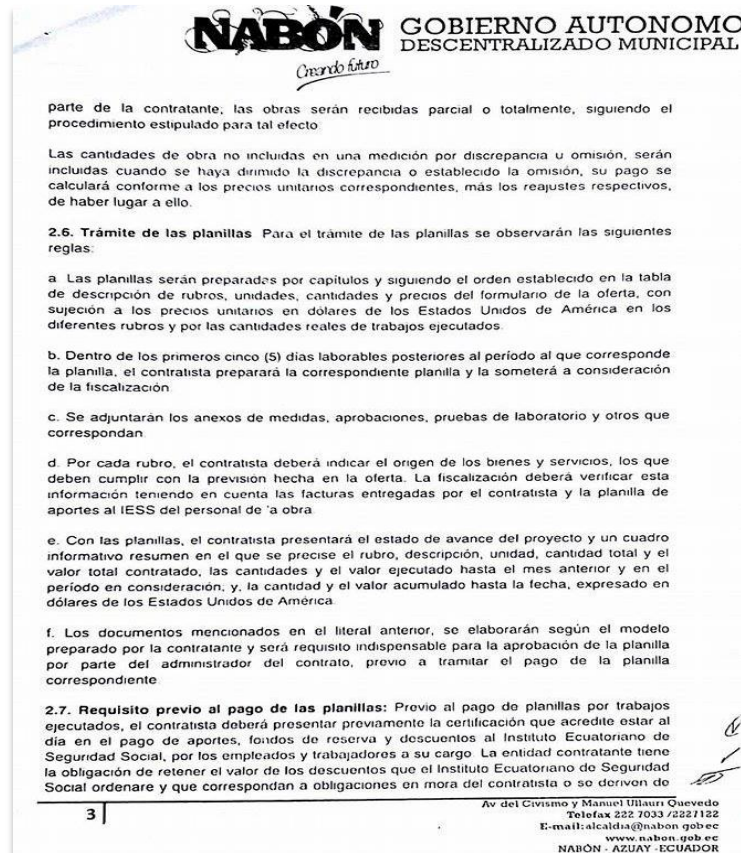 NABÓN GOBIERNO AUTONOMO
DESCENTRALIZADO MUNICIPAL
Creando futuro
parte de la contratante; las obras serán recibidas parcial o totalmente, siguiendo el
procedimiento estipulado para tal efecto
Las cantidades de obra no incluidas en una medición por discrepancia u omisión, serán
incluidas cuando se haya dirimido la discrepancia o establecido la omisión, su pago se
calculará conforme a los precios unitarios correspondientes, más los reajustes respectivos,
de haber lugar a ello.
2.6. Trámite de las planillas Para el trámite de las planillas se observarán las siguientes
reglas:
a Las planillas serán preparadas por capítulos y siguiendo el orden establecido en la tabla
de descripción de rubros, unidades, cantidades y precios del formulario de la oferta, con
sujeción a los precios unitarios en dólares de los Estados Unidos de América en los
diferentes rubros y por las cantidades reales de trabajos ejecutados
b. Dentro de los primeros cinco (5) días laborables posteriores al período al que corresponde
la planilla, el contratista preparará la correspondiente planilla y la someterá a consideración
de la fiscalización
c. Se adjuntarán los anexos de medidas, aprobaciones, pruebas de laboratorio y otros que
correspondan
d. Por cada rubro, el contratista deberá indicar el origen de los bienes y servicios, los que
deben cumplir con la previsión hecha en la oferta. La fiscalización deberá verificar esta
información teniendo en cuenta las facturas entregadas por el contratista y la planilla de
aportes al IESS del personal de 'a obra
e. Con las planillas, el contratista presentará el estado de avance del proyecto y un cuadro
informativo resumen en el que se precise el rubro, descripción, unidad, cantidad total y el
valor total contratado, las cantidades y el valor ejecutado hasta el mes anterior y en el
período en consideración, y, la cantidad y el valor acumulado hasta la fecha, expresado en
dólares de los Estados Unidos de América
f. Los documentos mencionados en el literal anterior, se elaborarán según el modelo
preparado por la contratante y será requisito indispensable para la aprobación de la planilla
por parte del administrador del contrato, previo a tramitar el pago de la planilla
correspondiente
2.7. Requisito previo al pago de las planillas: Previo al pago de planillas por trabajos
ejecutados, el contratista deberá presentar previamente la certificación que acredite estar al
día en el pago de aportes, fondos de reserva y descuentos al Instituto Ecuatoriano de
Seguridad Social, por los empleados y trabajadores a su cargo. La entidad contratante tiene
la obligación de retener el valor de los descuentos que el Instituto Ecuatoriano de Seguridad
Social ordenare y que correspondan a obligaciones en mora del contratista o se deriven de
3
Av del Civismo y Manuel Ullauri Quevedo
Telefax 222 7033 /2227122
E-mail:alcaldia@nabon gob ec
www.nabon.gob ec
NABÓN - AZUAY -ECUADOR